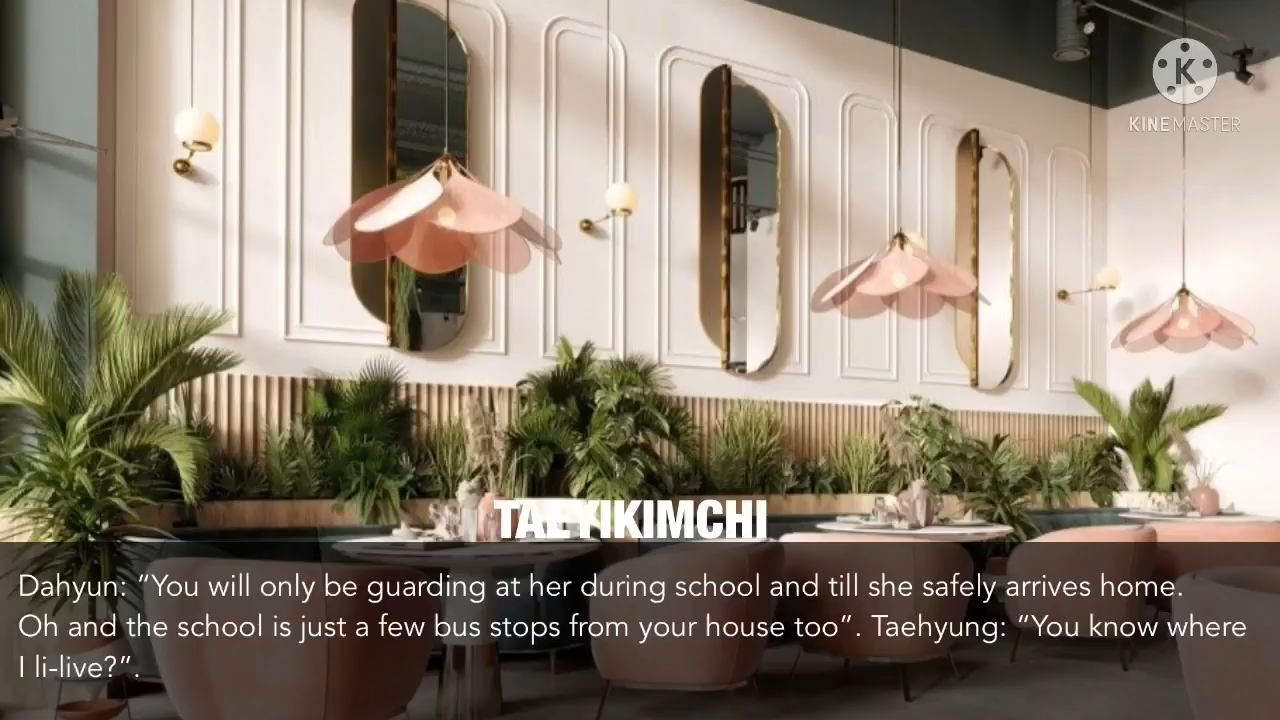 K
KINEMASTER
TAEYIKIMCHI
Dahyun: “You will only be guarding at her during school and till she safely arrives home.
Oh and the school is just a few bus stops from your house too”. Taehyung: “You know where
I li-live?”.